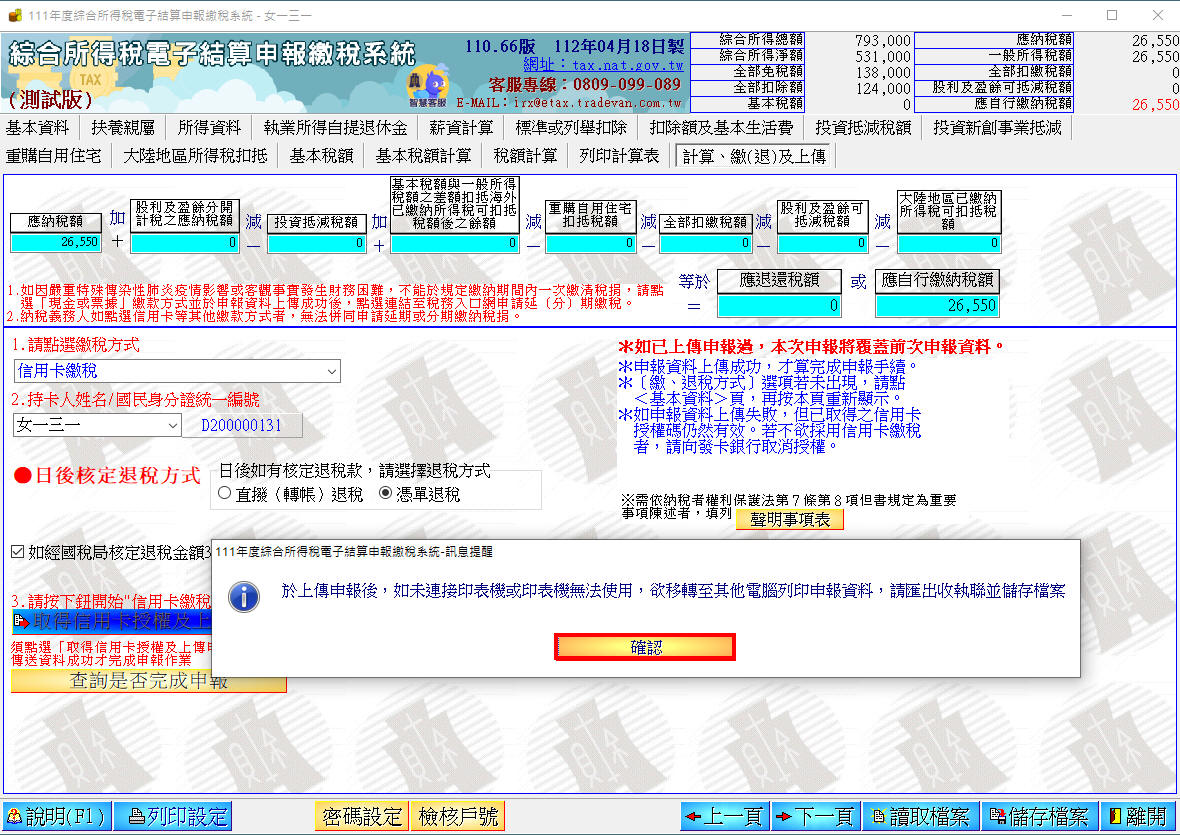 111年度綜合所得稅電子結算申報繳稅系統 - 女一三一
綜合所得稅電子結算申報繳稅系統
TAX
(測試版)
110.66版 112年04月18日製
網址：tax.nat.gov.tw
客服專線：0809-099-089
E-MAIL：irx@etax.tradevan.com.tw
智慧客服
綜合所得總額 793,000 應納稅額 26,550
綜合所得淨額 531,000 一般所得稅額 26,550
全部免稅額 138,000 全部扣繳稅額 0
全部扣除額 124,000 股利及盈餘可抵減稅額 0
基本稅額 0 應自行繳納稅額 26,550
基本資料 扶養親屬 所得資料 執業所得自提退休金 薪資計算 標準或列舉扣除 扣除額及基本生活費 投資抵減稅額 投資新創事業抵減
重購自用住宅 大陸地區所得稅扣抵 基本稅額 基本稅額計算 稅額計算 列印計算表 計算、繳(退)及上傳
應納稅額
26,550
加
＋
股利及盈餘分開
計稅之應納稅額
0
減
－
投資抵減稅額
0
加
＋
基本稅額與一般所得
稅額之差額扣抵海外
已繳納所得稅可扣抵
稅額後之餘額
0
減
－
重購自用住宅
扣抵稅額
0
減
－
全部扣繳稅額
0
減
－
股利及盈餘可
抵減稅額
0
減
－
大陸地區已繳納
所得稅可扣抵稅
額
0
等於
＝
應退還稅額
0
或
應自行繳納稅額
26,550
1.如因嚴重特殊傳染性肺炎疫情影響或客觀事實發生財務困難，不能於規定繳納期間內一次繳清稅捐，請點
選「現金或票據」繳款方式並於申報資料上傳成功後，點選連結至稅務入口網申請延（分）期繳稅。
2.納稅義務人如點選信用卡等其他繳款方式者，無法併同申請延期或分期繳納稅捐。
1.請點選繳稅方式
信用卡繳稅
2.持卡人姓名/國民身分證統一編號
女一三一 D200000131
●日後核定退稅方式
日後如有核定退稅款，請選擇退稅方式
直撥（轉帳）退稅 憑單退稅
＊如已上傳申報過，本次申報將覆蓋前次申報資料。
＊申報資料上傳成功，才算完成申報手續。
＊〔繳、退稅方式〕選項若未出現，請點
＜基本資料＞頁，再按本頁重新顯示。
＊如申報資料上傳失敗，但已取得之信用卡
授權碼仍然有效。若不欲採用信用卡繳稅
者，請向發卡銀行取消授權。
※需依納稅者權利保護法第７條第８項但書規定為重要
事項陳述者，填列 聲明事項表
如經國稅局核定退稅金額
3.請按下鈕開始"信用卡繳稅
取得信用卡授權及上
須點選「取得信用卡授權及上傳申
傳送資料成功才完成申報作業
查詢是否完成申報
111年度綜合所得稅電子結算申報繳稅系統-訊息提醒
於上傳申報後，如未連接印表機或印表機無法使用，欲移轉至其他電腦列印申報資料，請匯出收執聯並儲存檔案
確認
說明(F1) 列印設定 密碼設定 檢核戶號 上一頁 下一頁 讀取檔案 儲存檔案 離開